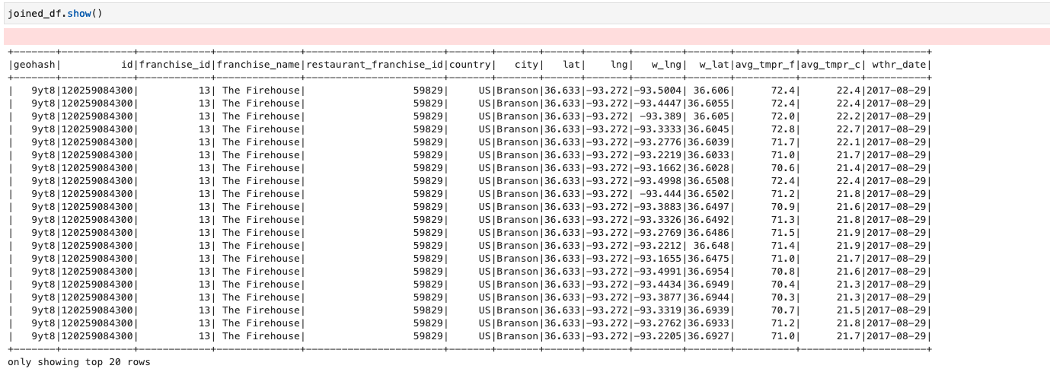 joined_df.show()
+-------+------------+------------+--------------+-----------------------+-------+-------+------+-------+--------+-------+----------+----------+----------+
|geohash|          id|franchise_id|franchise_name|restaurant_franchise_id|country|   city|   lat|    lng|   w_lng|  w_lat|avg_tmpr_f|avg_tmpr_c| wthr_date|
+-------+------------+------------+--------------+-----------------------+-------+-------+------+-------+--------+-------+----------+----------+----------+
|   9yt8|120259084300|          13| The Firehouse|                  59829|     US|Branson|36.633|-93.272|-93.5004| 36.606|      72.4|      22.4|2017-08-29|
|   9yt8|120259084300|          13| The Firehouse|                  59829|     US|Branson|36.633|-93.272|-93.4447|36.6055|      72.4|      22.4|2017-08-29|
|   9yt8|120259084300|          13| The Firehouse|                  59829|     US|Branson|36.633|-93.272| -93.389| 36.605|      72.0|      22.2|2017-08-29|
|   9yt8|120259084300|          13| The Firehouse|                  59829|     US|Branson|36.633|-93.272|-93.3333|36.6045|      72.8|      22.7|2017-08-29|
|   9yt8|120259084300|          13| The Firehouse|                  59829|     US|Branson|36.633|-93.272|-93.2776|36.6039|      71.7|      22.1|2017-08-29|
|   9yt8|120259084300|          13| The Firehouse|                  59829|     US|Branson|36.633|-93.272|-93.2219|36.6033|      71.0|      21.7|2017-08-29|
|   9yt8|120259084300|          13| The Firehouse|                  59829|     US|Branson|36.633|-93.272|-93.1662|36.6028|      70.6|      21.4|2017-08-29|
|   9yt8|120259084300|          13| The Firehouse|                  59829|     US|Branson|36.633|-93.272|-93.4998|36.6508|      72.4|      22.4|2017-08-29|
|   9yt8|120259084300|          13| The Firehouse|                  59829|     US|Branson|36.633|-93.272| -93.444|36.6502|      71.2|      21.8|2017-08-29|
|   9yt8|120259084300|          13| The Firehouse|                  59829|     US|Branson|36.633|-93.272|-93.3883|36.6497|      70.9|      21.6|2017-08-29|
|   9yt8|120259084300|          13| The Firehouse|                  59829|     US|Branson|36.633|-93.272|-93.3326|36.6492|      71.3|      21.8|2017-08-29|
|   9yt8|120259084300|          13| The Firehouse|                  59829|     US|Branson|36.633|-93.272|-93.2769|36.6486|      71.5|      21.9|2017-08-29|
|   9yt8|120259084300|          13| The Firehouse|                  59829|     US|Branson|36.633|-93.272|-93.2212| 36.648|      71.4|      21.9|2017-08-29|
|   9yt8|120259084300|          13| The Firehouse|                  59829|     US|Branson|36.633|-93.272|-93.1655|36.6475|      71.0|      21.7|2017-08-29|
|   9yt8|120259084300|          13| The Firehouse|                  59829|     US|Branson|36.633|-93.272|-93.4991|36.6954|      70.8|      21.6|2017-08-29|
|   9yt8|120259084300|          13| The Firehouse|                  59829|     US|Branson|36.633|-93.272|-93.4434|36.6949|      70.4|      21.3|2017-08-29|
|   9yt8|120259084300|          13| The Firehouse|                  59829|     US|Branson|36.633|-93.272|-93.3877|36.6944|      70.3|      21.3|2017-08-29|
|   9yt8|120259084300|          13| The Firehouse|                  59829|     US|Branson|36.633|-93.272|-93.3319|36.6939|      70.7|      21.5|2017-08-29|
|   9yt8|120259084300|          13| The Firehouse|                  59829|     US|Branson|36.633|-93.272|-93.2762|36.6933|      71.2|      21.8|2017-08-29|
|   9yt8|120259084300|          13| The Firehouse|                  59829|     US|Branson|36.633|-93.272|-93.2205|36.6927|      71.0|      21.7|2017-08-29|
+-------+------------+------------+--------------+-----------------------+-------+-------+------+-------+--------+-------+----------+----------+----------+
only showing top 20 rows